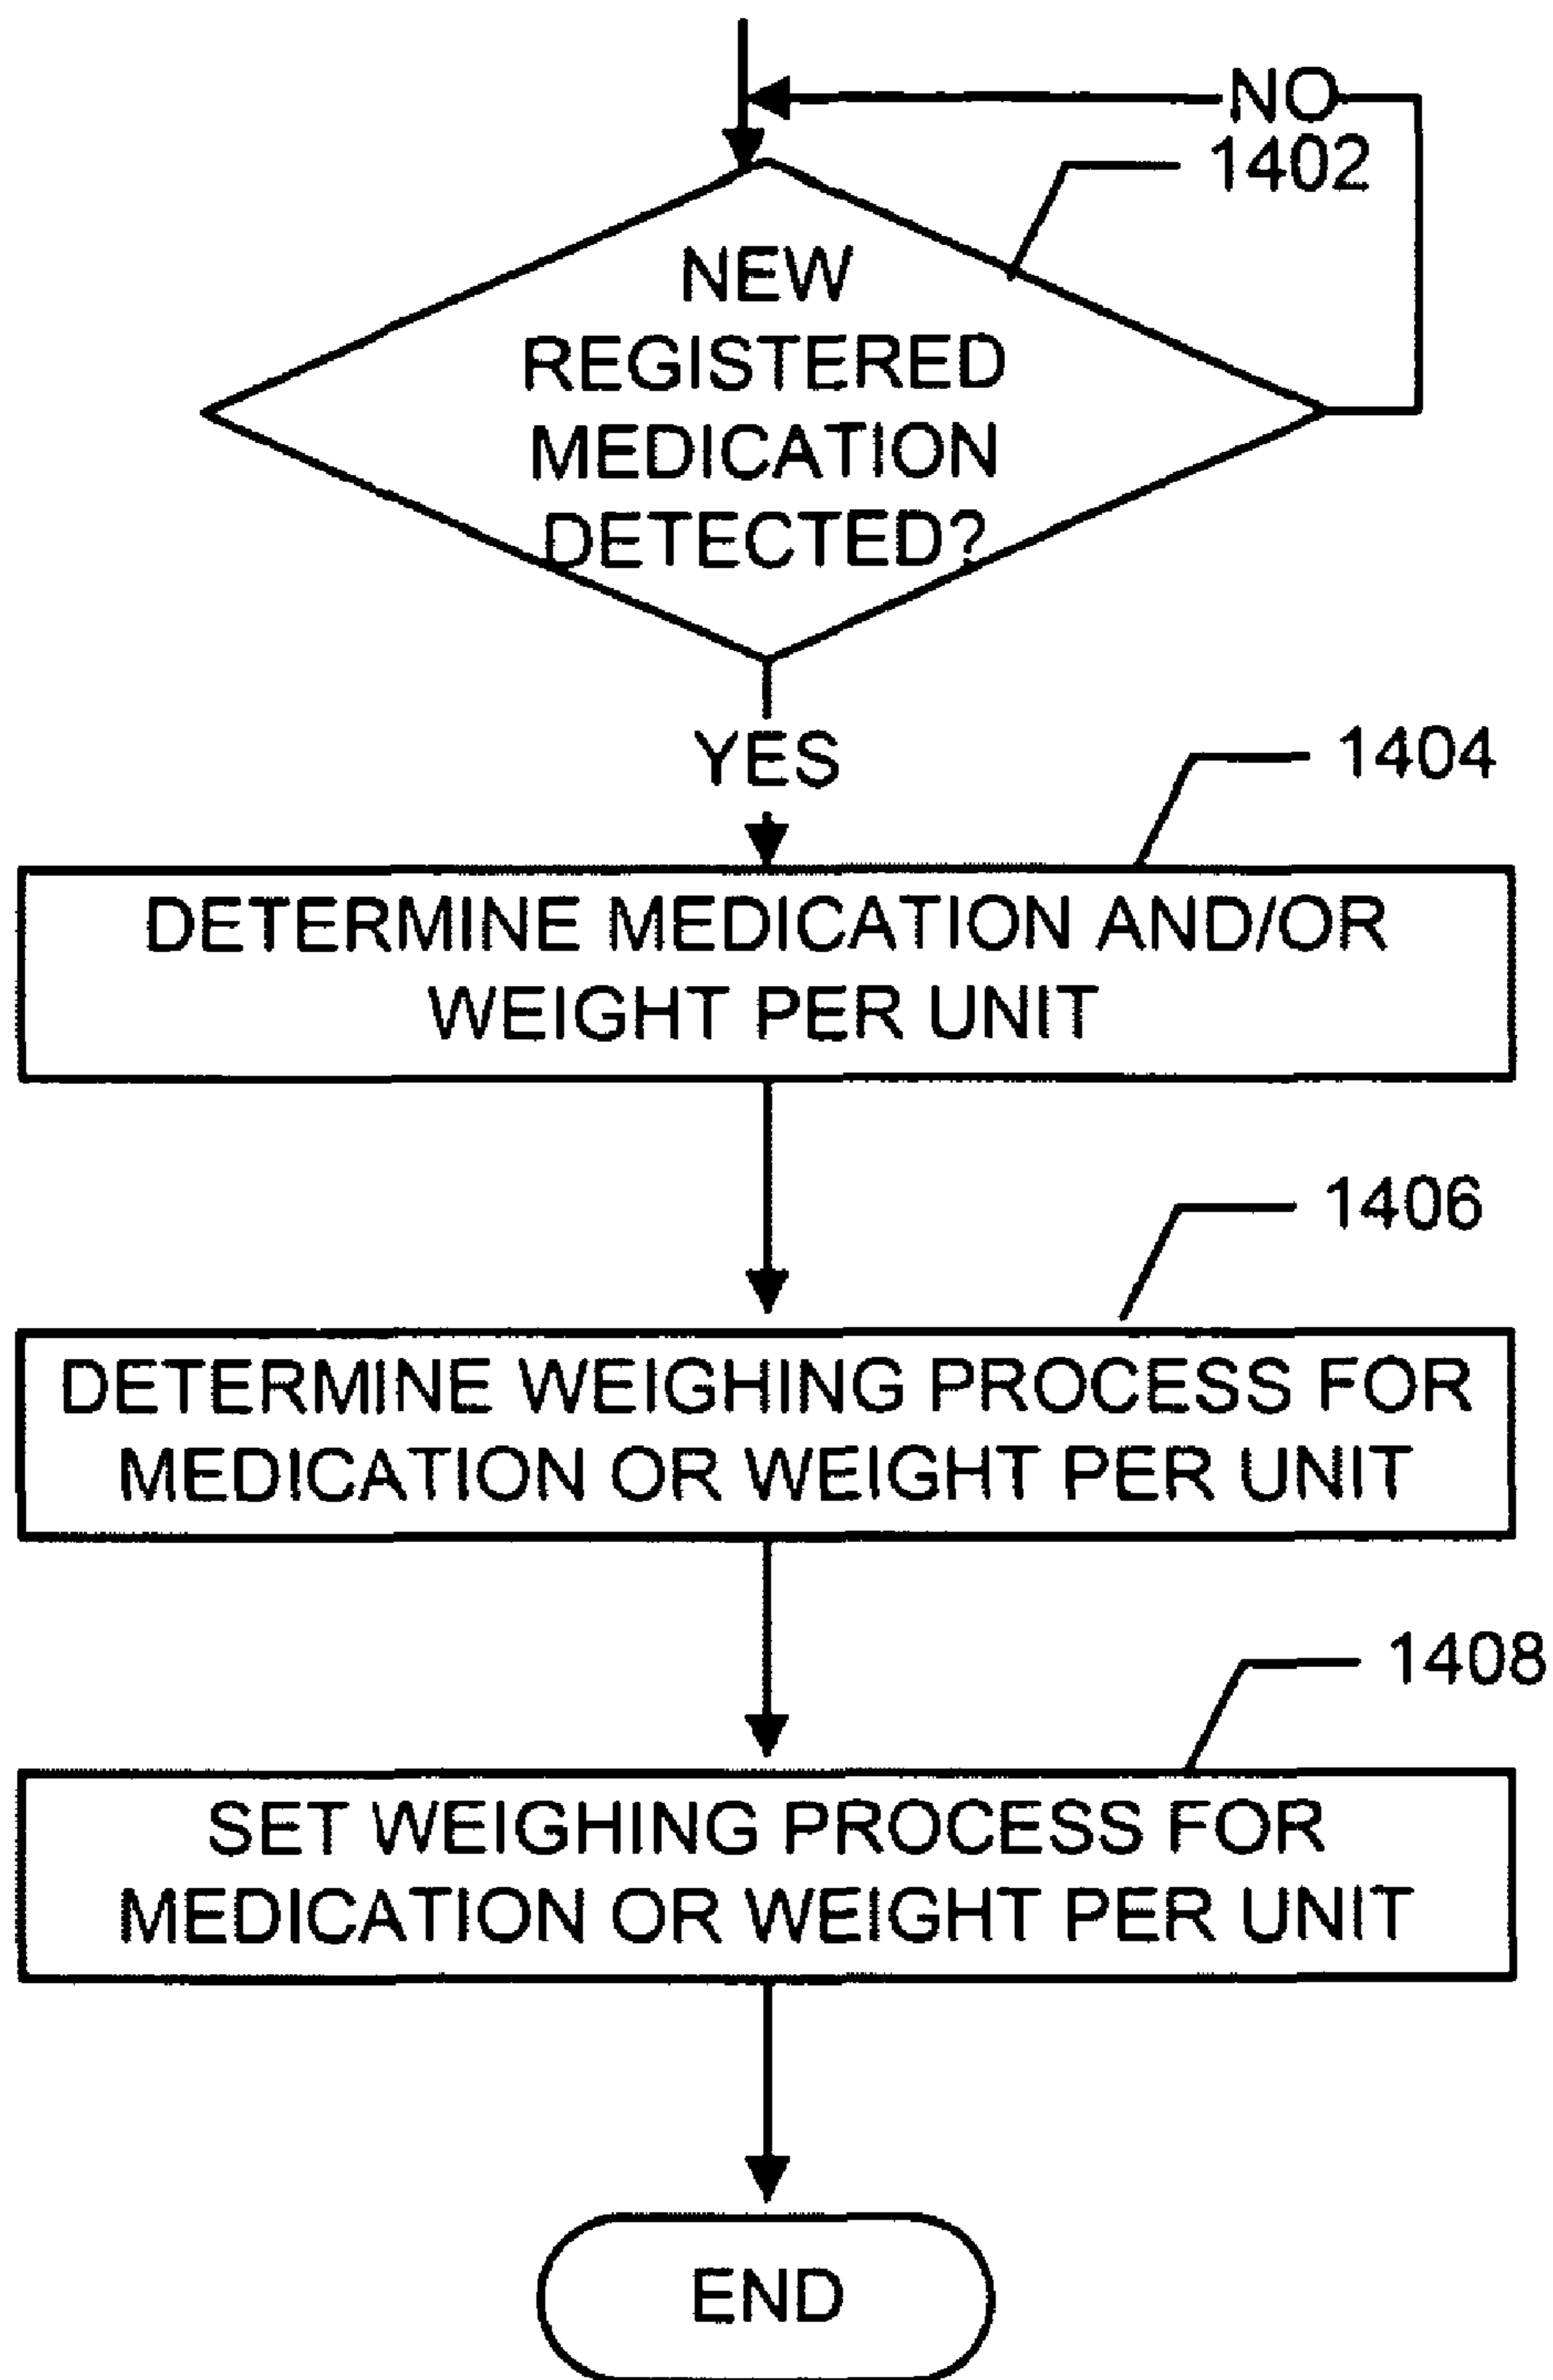 NO
1402
NEW
REGISTERED
MEDICATION
DETECTED?
YES
1404
DETERMINE MEDICATION AND/OR
WEIGHT PER UNIT
1406
DETERMINE WEIGHING PROCESS FOR
MEDICATION OR WEIGHT PER UNIT
1408
SET WEIGHING PROCESS FOR
MEDICATION OR WEIGHT PER UNIT
END